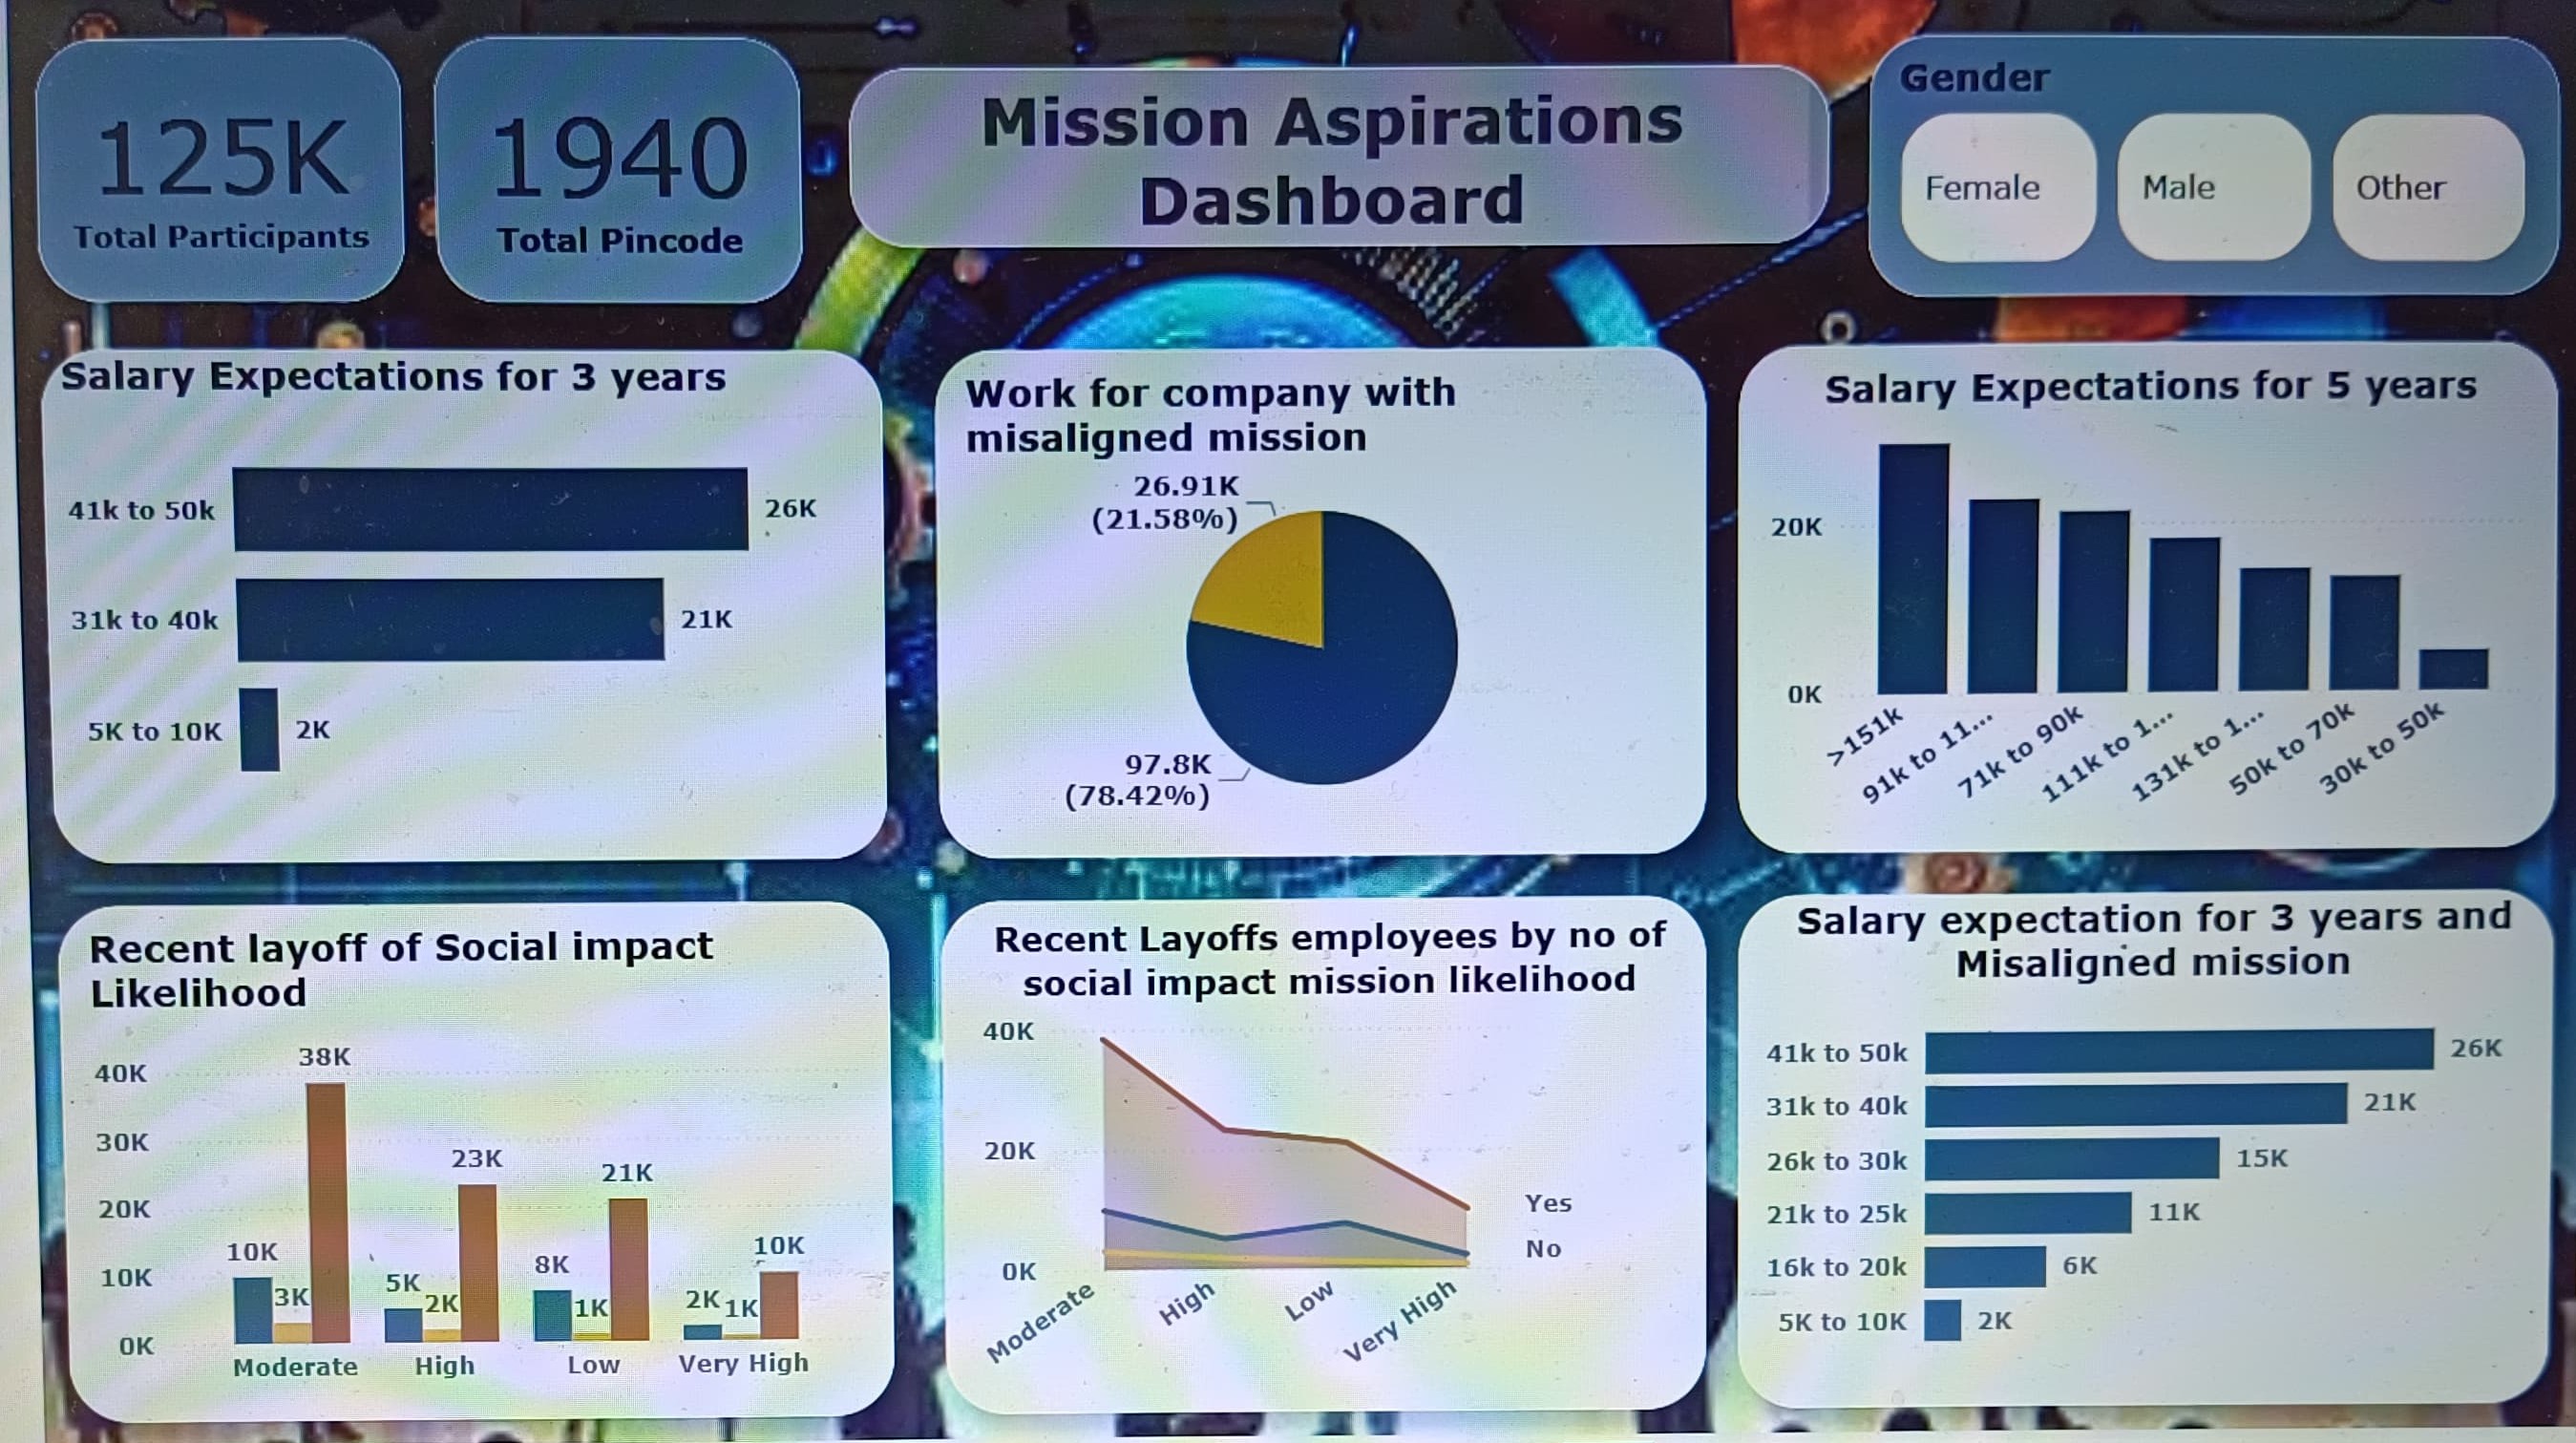 125K
Total Participants
1940
Total Pincode
Mission Aspirations
Dashboard
Gender
Female
Male
Other
Salary Expectations for 3 years
41k to 50k
26K
31k to 40k
21K
5K to 10K
2K
Work for company with
misaligned mission
26.91K
(21.58%)
97.8K
(78.42%)
Salary Expectations for 5 years
20K
0K
>151k
91k to 11...
71k to 90k
111k to 1...
131k to 1...
50k to 70k
30k to 50k
Recent layoff of Social impact
Likelihood
40K
30K
20K
10K
0K
10K
3K
38K
5K
2K
23K
8K
1K
21K
2K
1K
10K
Moderate
High
Low
Very High
Recent Layoffs employees by no of
social impact mission likelihood
40K
20K
0K
Moderate
High
Low
Very High
Yes
No
Salary expectation for 3 years and
Misaligned mission
41k to 50k
26K
31k to 40k
21K
26k to 30k
15K
21k to 25k
11K
16k to 20k
6K
5K to 10K
2K